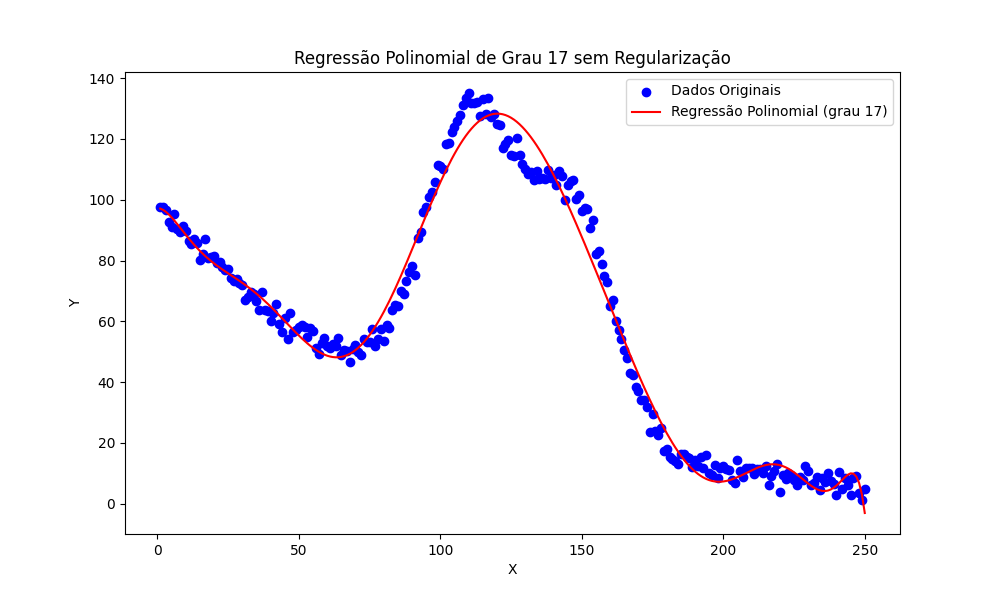 Regressão Polinomial de Grau 17 sem Regularização
Dados Originais
Regressão Polinomial (grau 17)
140
120
100
80
60
40
20
0
Y
0 50 100 150 200 250
X